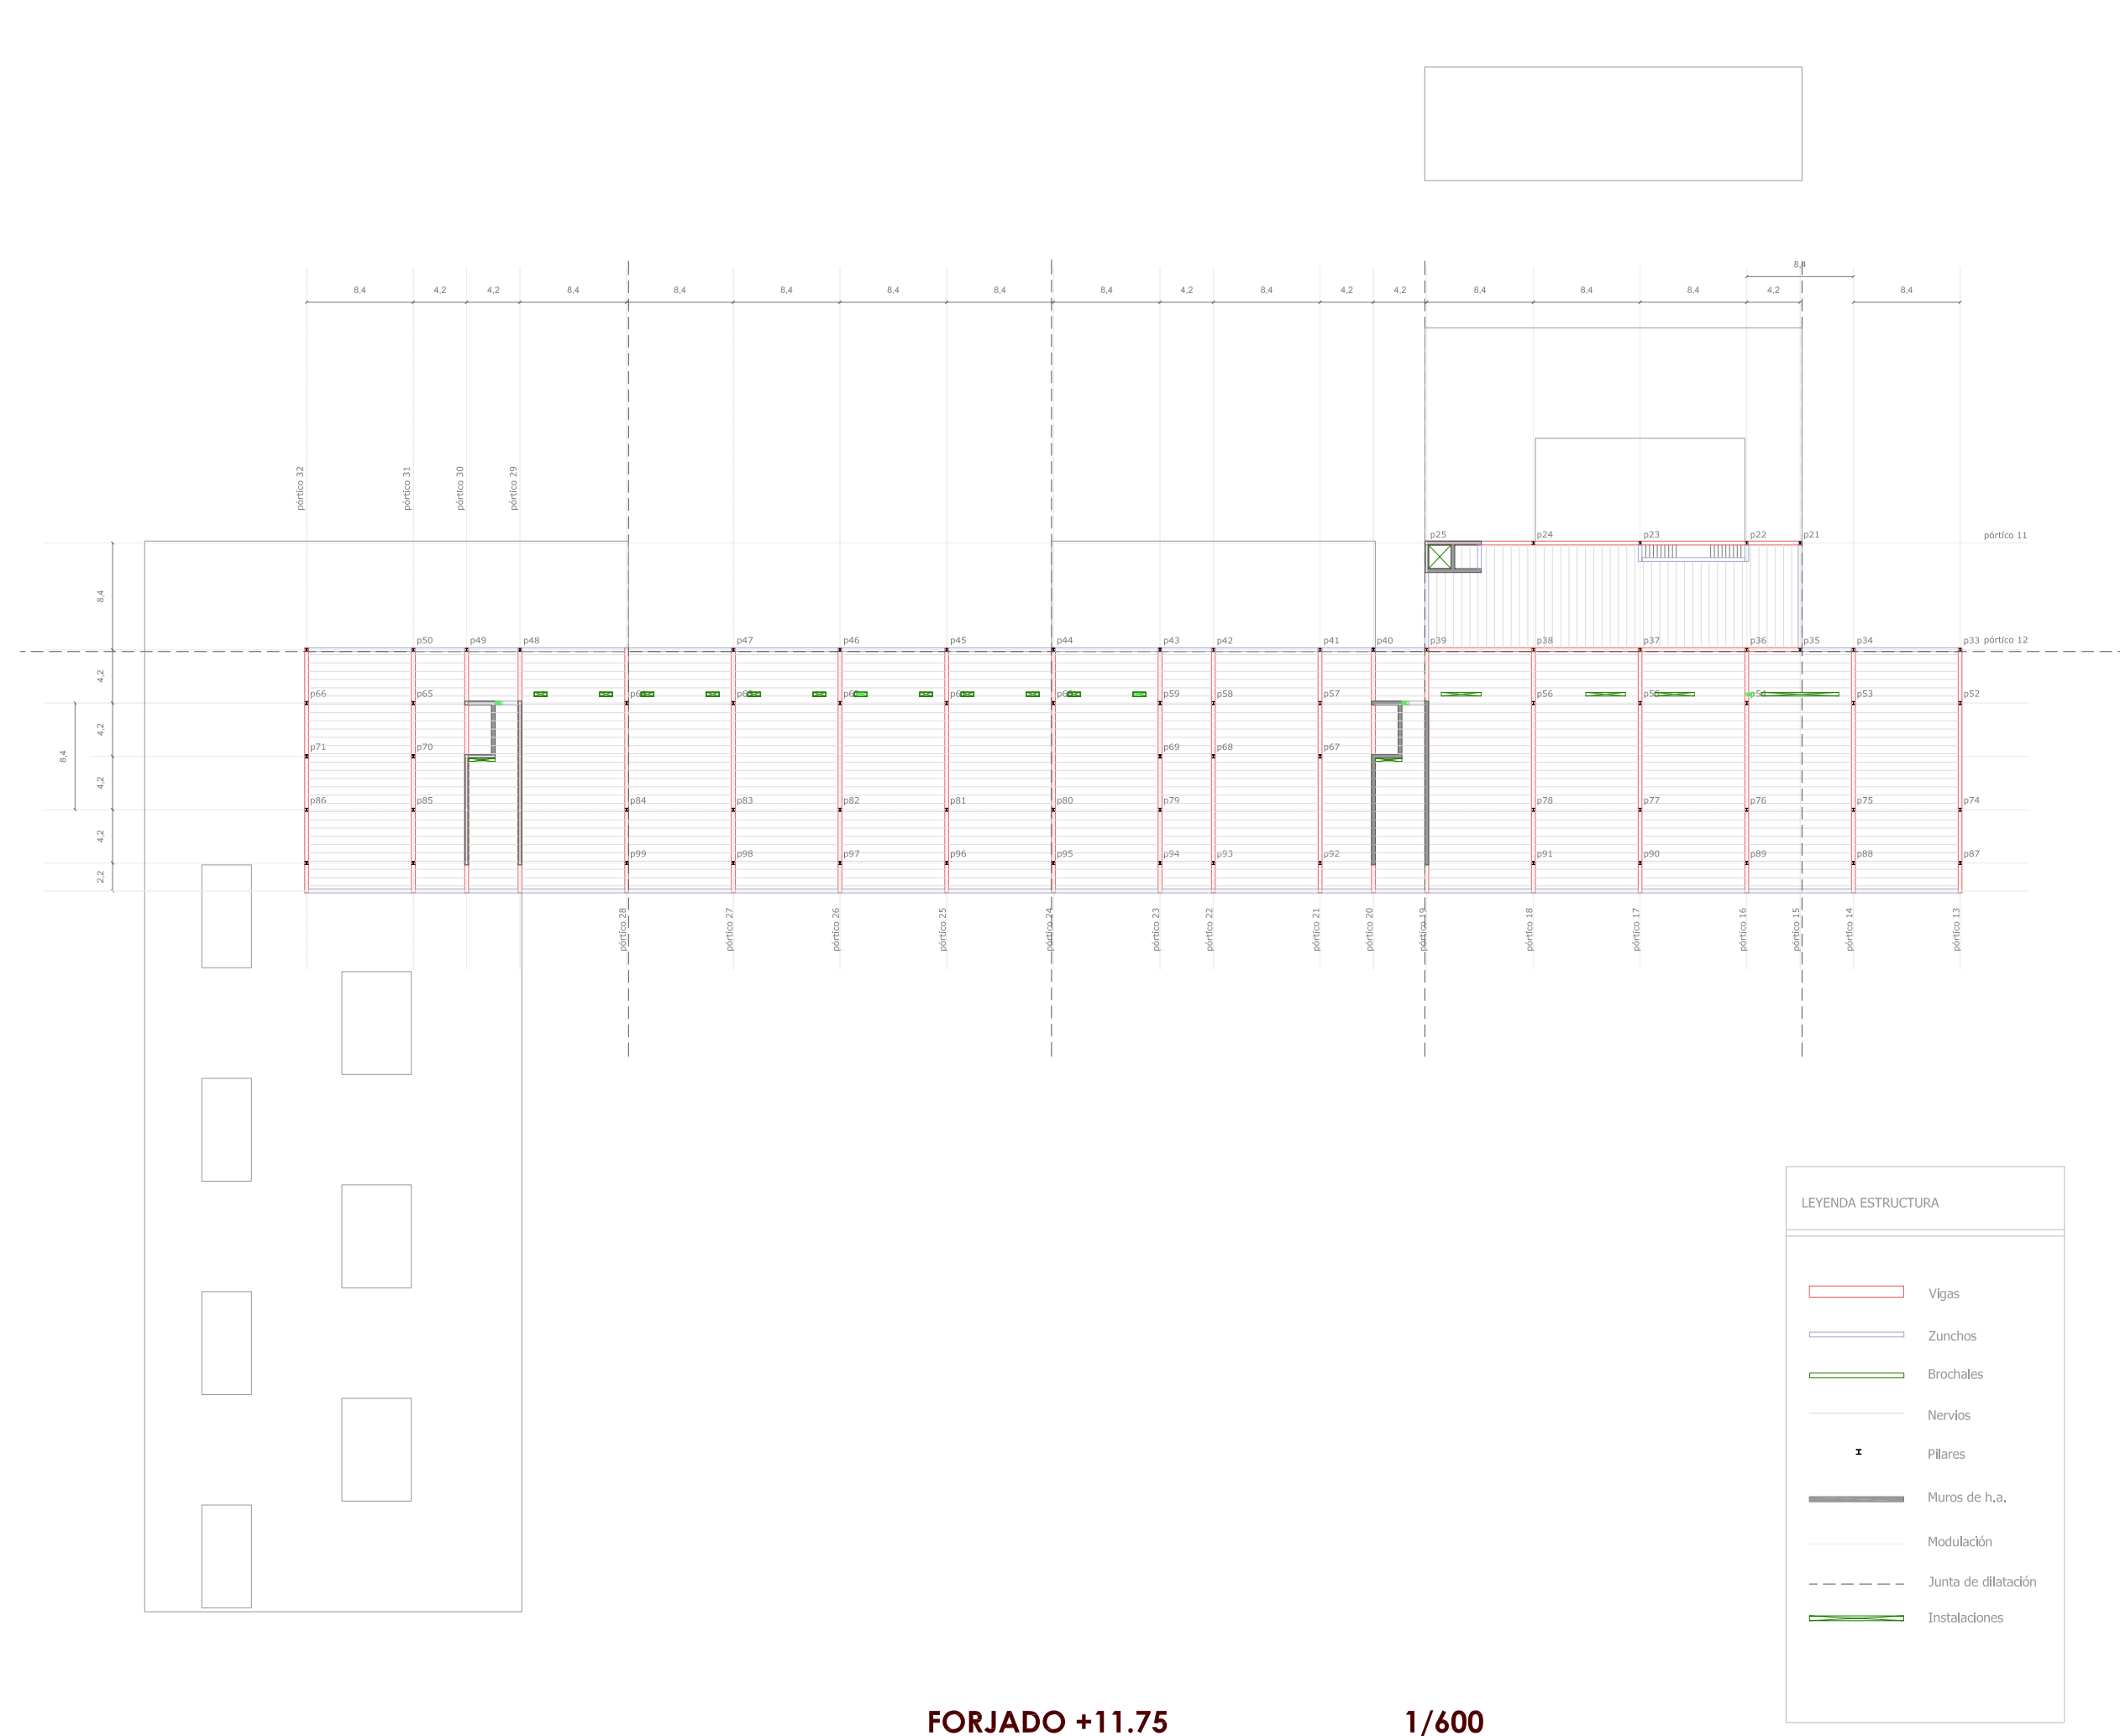 8,4
8,4 4,2 4,2 8,4 8,4 8,4 8,4 8,4 8,4 4,2 8,4 4,2 4,2 8,4 8,4 8,4 4,2 8,4
pórtico 32
pórtico 31
pórtico 30
pórtico 29
p25 p24 p23 p22 p21 pórtico 11
8,4
p50 p49 p48 p47 p46 p45 p44 p43 p42 p41 p40 p39 p38 p37 p36 p35 p34 p33 pórtico 12
4,2
p66 p65 p59 p58 p57 p56 p55 p54 p53 p52
4,2
8,4
p71 p70 p69 p68 p67
4,2
p86 p85 p84 p83 p82 p81 p80 p79 p78 p77 p76 p75 p74
4,2
p99 p98 p97 p96 p95 p94 p93 p92 p91 p90 p89 p88 p87
2,2
pórtico 28
pórtico 27
pórtico 26
pórtico 25
pórtico 24
pórtico 23
pórtico 22
pórtico 21
pórtico 20
pórtico 19
pórtico 18
pórtico 17
pórtico 16
pórtico 15
pórtico 14
pórtico 13
LEYENDA ESTRUCTURA
Vigas
Zunchos
Brochales
Nervios
Pilares
Muros de h.a.
Modulación
Junta de dilatación
Instalaciones
FORJADO +11.75 1/600